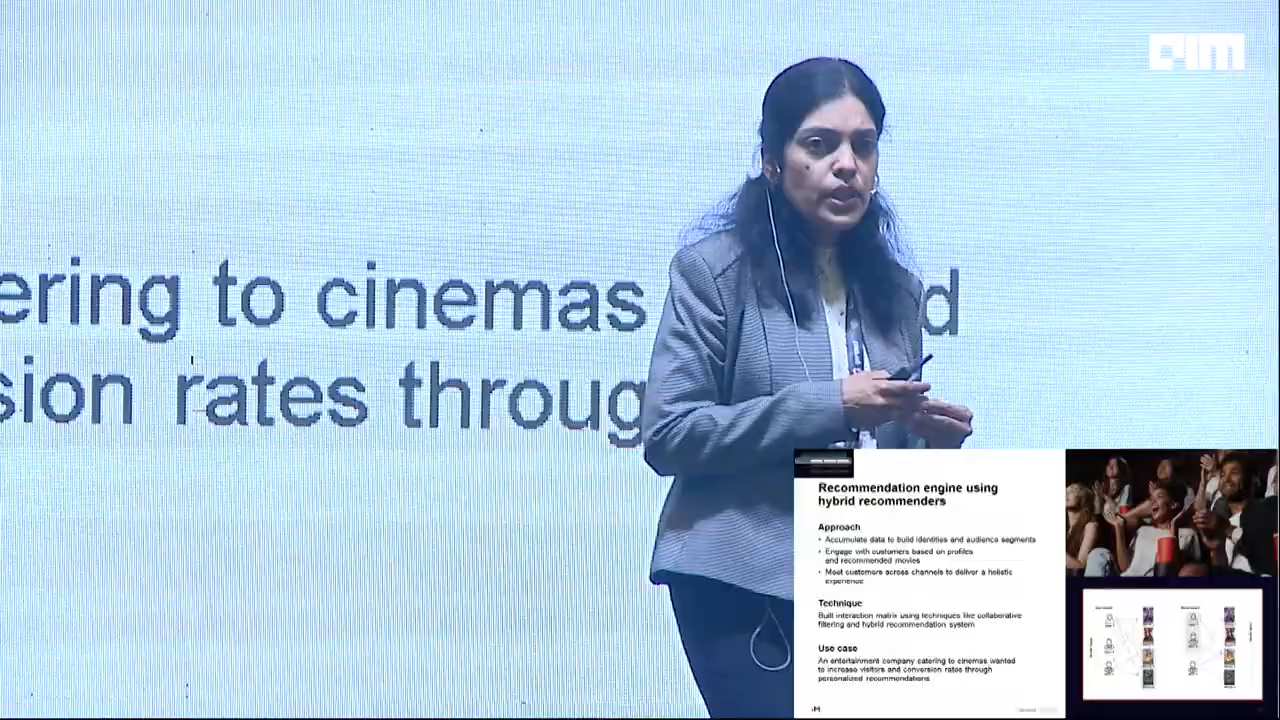 aim
ering to cinemas
d
sion rates throug
Recommendation engine using
hybrid recommenders
Approach
• Accumulate data to build identities and audience segments
• Engage with customers based on profiles
and recommended movies
• Meet customers across channels to deliver a holistic
experience
Technique
Built interaction matrix using techniques like collaborative
filtering and hybrid recommendation system
Use case
An entertainment company catering to cinemas wanted
to increase visitors and conversion rates through
personalized recommendations